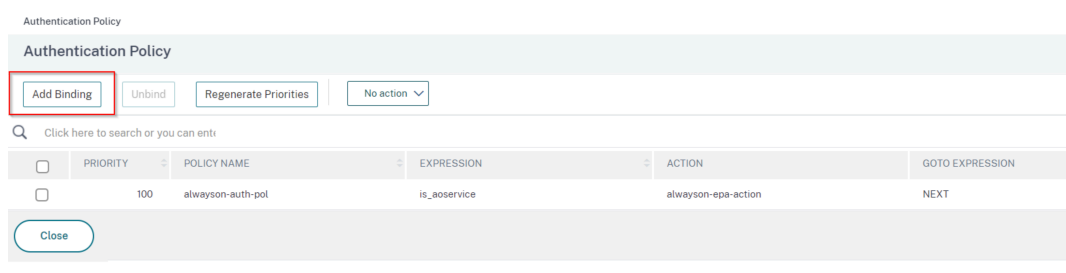 Authentication Policy
Authentication Policy
Add Binding Unbind Regenerate Priorities No action
Click here to search or you can ente
PRIORITY POLICY NAME EXPRESSION ACTION GOTO EXPRESSION
100 alwayson-auth-pol is_aoservice alwayson-epa-action NEXT
Close